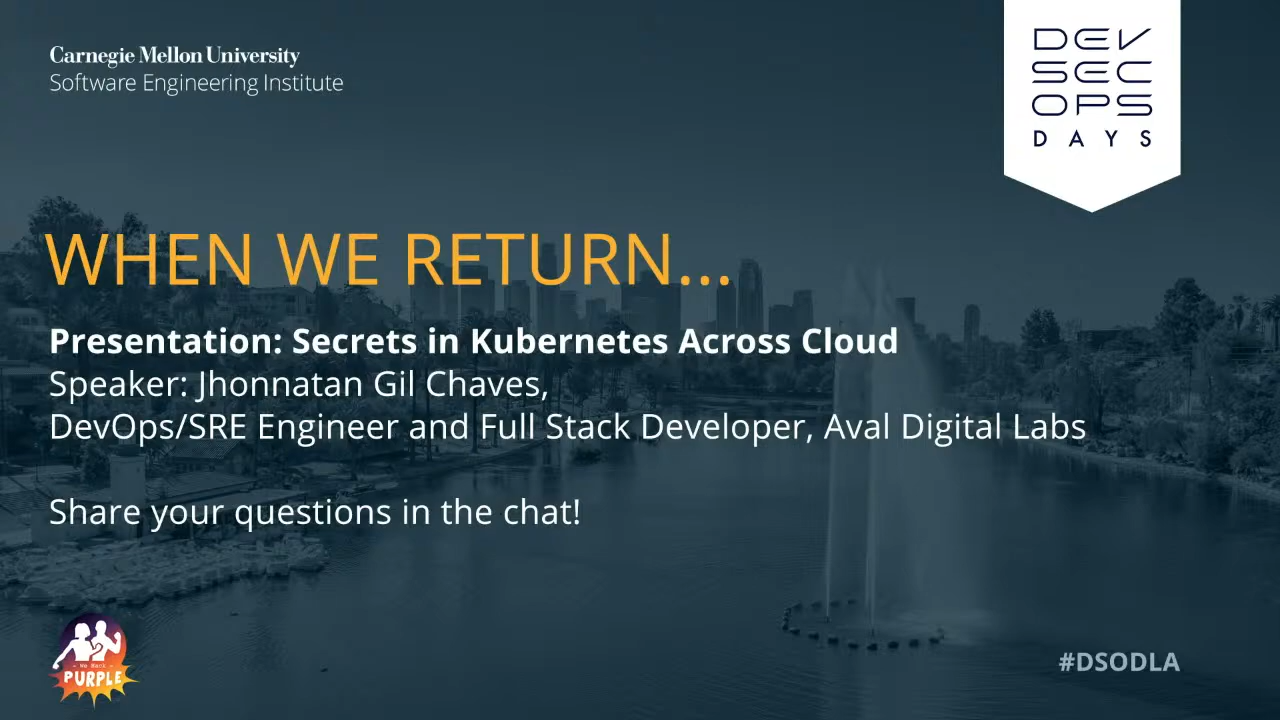 Carnegie Mellon University
Software Engineering Institute
DEV
SEC
OPS
DAYS
WHEN WE RETURN...
Presentation: Secrets in Kubernetes Across Cloud
Speaker: Jhonnatan Gil Chaves,
DevOps/SRE Engineer and Full Stack Developer, Aval Digital Labs
Share your questions in the chat!
- We Hack -
PURPLE
#DSODLA